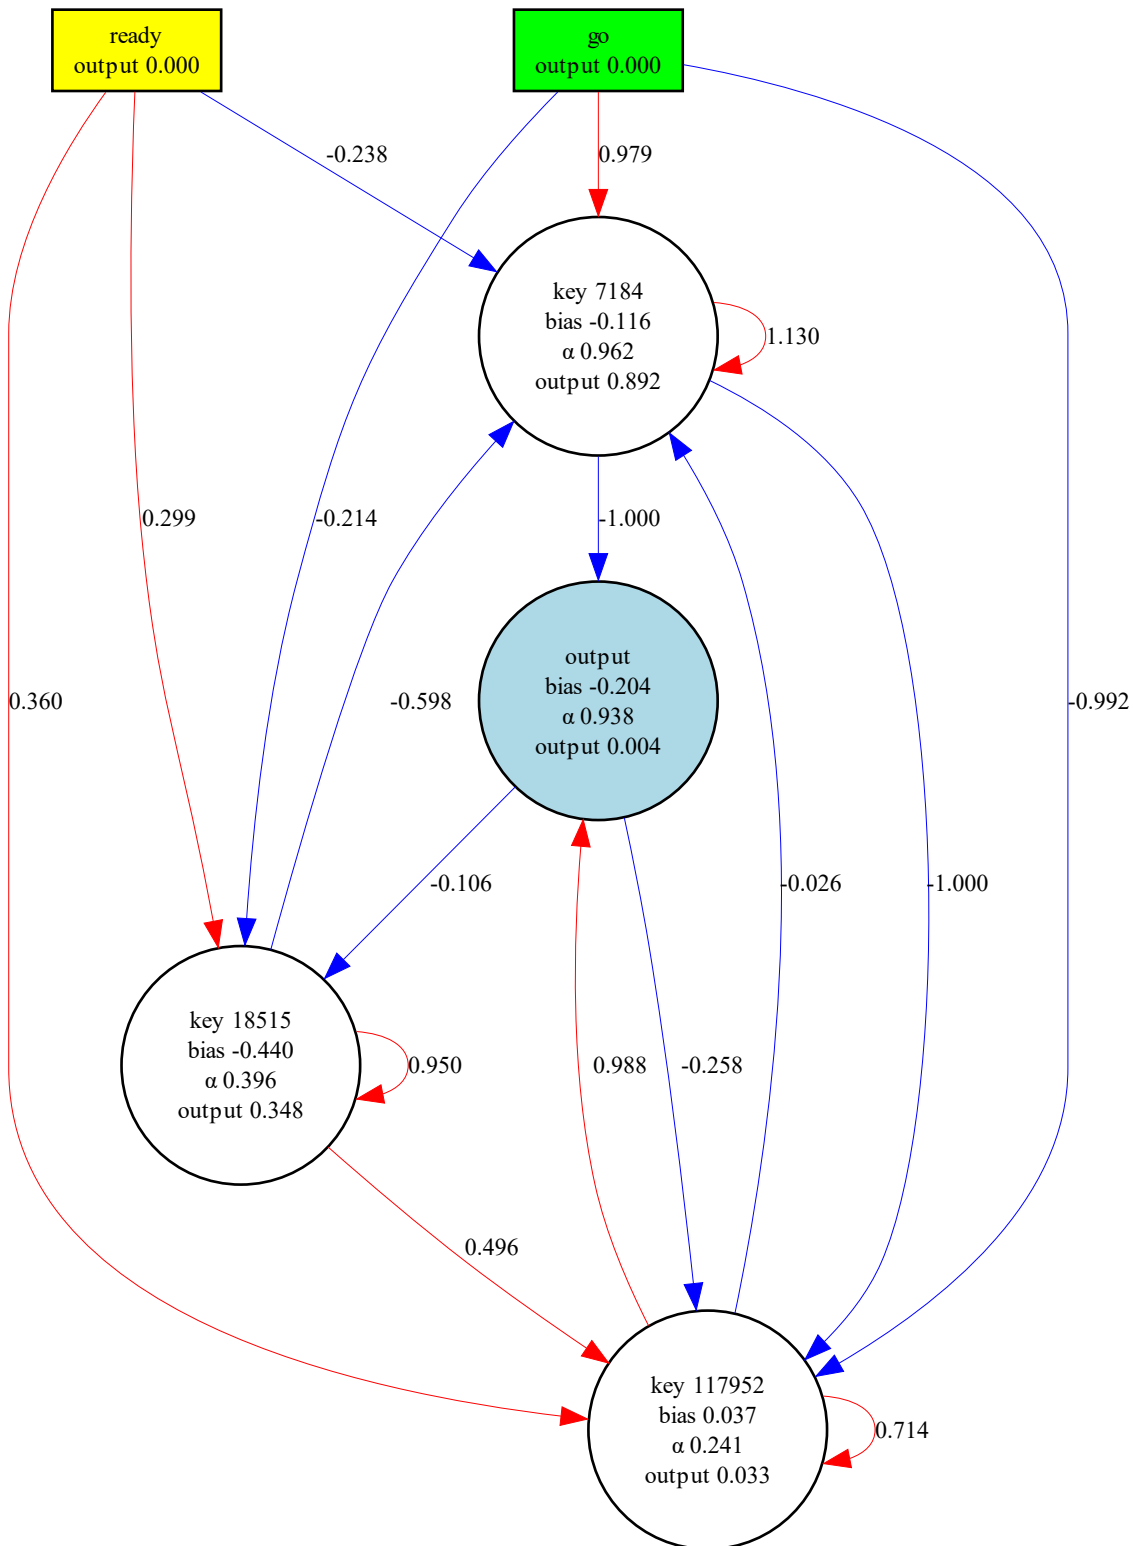 ready
output 0.000
go
output 0.000
-0.238
0.979
key 7184
bias -0.116
α 0.962
output 0.892
1.130
0.299
-0.214
-1.000
output
bias -0.204
α 0.938
output 0.004
0.360
-0.598
-0.992
-0.106
-0.026
-1.000
key 18515
bias -0.440
α 0.396
output 0.348
0.950
0.988
-0.258
0.496
key 117952
bias 0.037
α 0.241
output 0.033
0.714